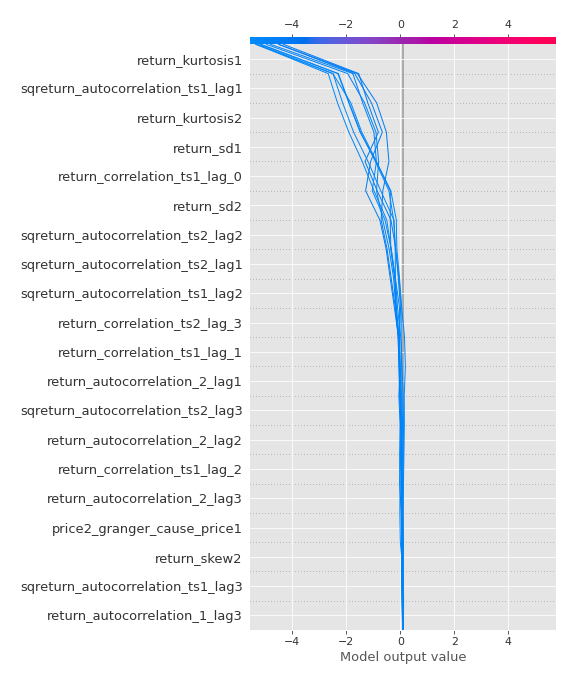 −4 −2 0 2 4
return_kurtosis1
sqreturn_autocorrelation_ts1_lag1
return_kurtosis2
return_sd1
return_correlation_ts1_lag_0
return_sd2
sqreturn_autocorrelation_ts2_lag2
sqreturn_autocorrelation_ts2_lag1
sqreturn_autocorrelation_ts1_lag2
return_correlation_ts2_lag_3
return_correlation_ts1_lag_1
return_autocorrelation_2_lag1
sqreturn_autocorrelation_ts2_lag3
return_autocorrelation_2_lag2
return_correlation_ts1_lag_2
return_autocorrelation_2_lag3
price2_granger_cause_price1
return_skew2
sqreturn_autocorrelation_ts1_lag3
return_autocorrelation_1_lag3
−4 −2 0 2 4
Model output value